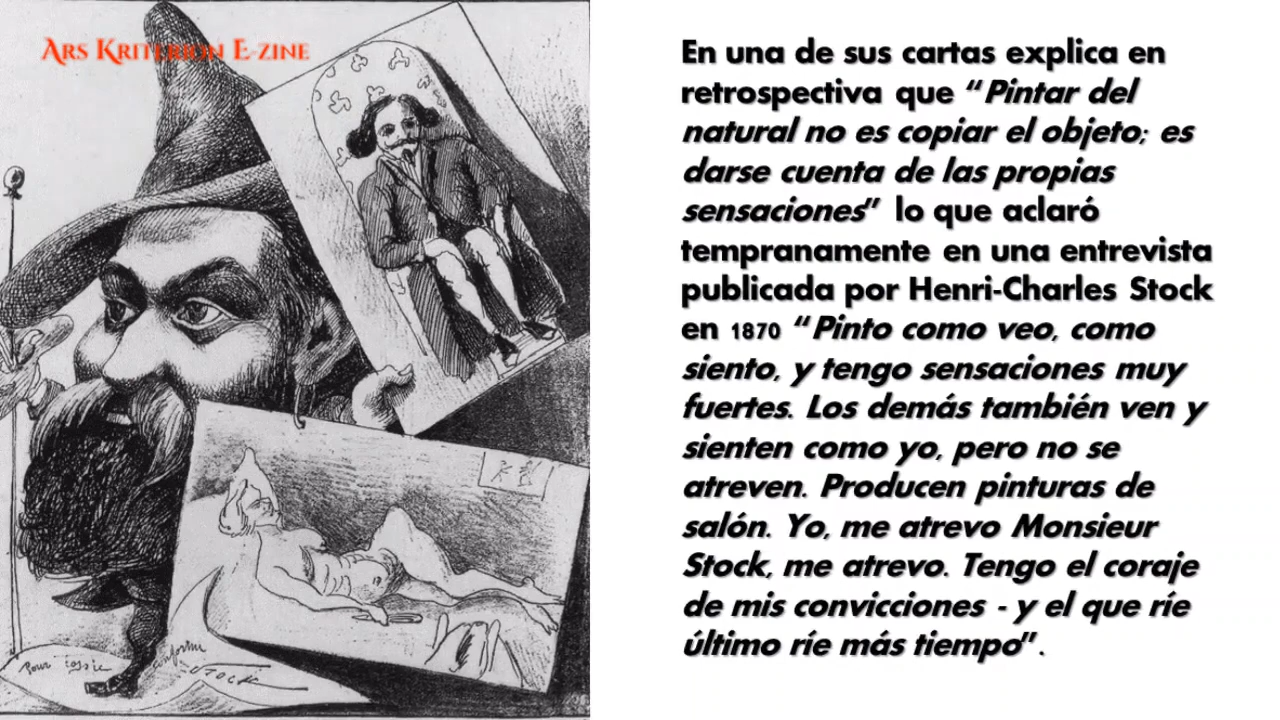 Ars Kriterion E-zine
En una de sus cartas explica en
retrospectiva que “Pintar del
natural no es copiar el objeto; es
darse cuenta de las propias
sensaciones” lo que aclaró
tempranamente en una entrevista
publicada por Henri-Charles Stock
en 1870 “Pinto como veo, como
siento, y tengo sensaciones muy
fuertes. Los demás también ven y
sienten como yo, pero no se
atreven. Producen pinturas de
salón. Yo, me atrevo Monsieur
Stock, me atrevo. Tengo el coraje
de mis convicciones - y el que ríe
último ríe más tiempo”.
Pour copie conforme
STOCK